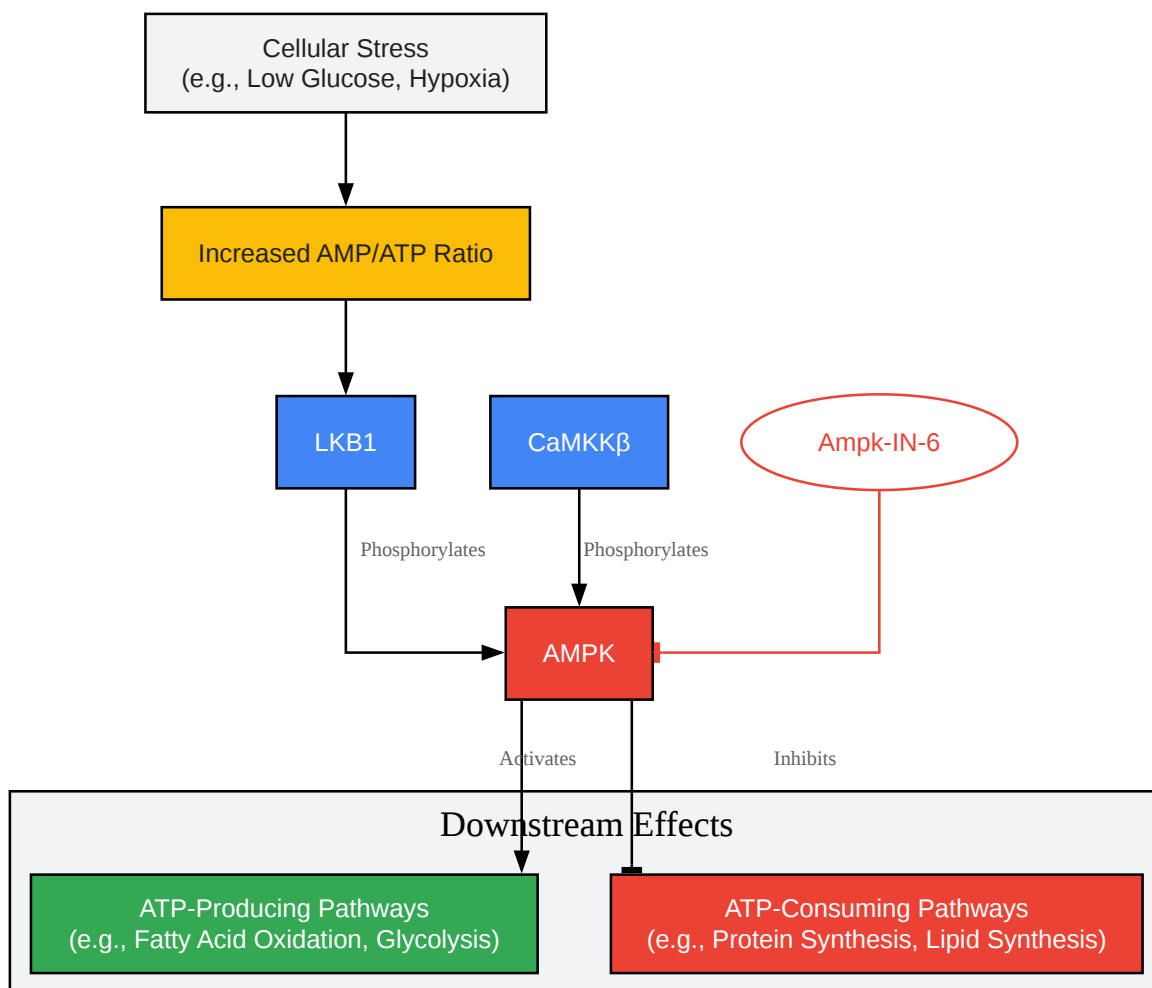 Cellular Stress
(e.g., Low Glucose, Hypoxia)
Increased AMP/ATP Ratio
LKB1
CaMKKβ
Ampk-IN-6
Phosphorylates
Phosphorylates
AMPK
Activates
Inhibits
Downstream Effects
ATP-Producing Pathways
(e.g., Fatty Acid Oxidation, Glycolysis)
ATP-Consuming Pathways
(e.g., Protein Synthesis, Lipid Synthesis)